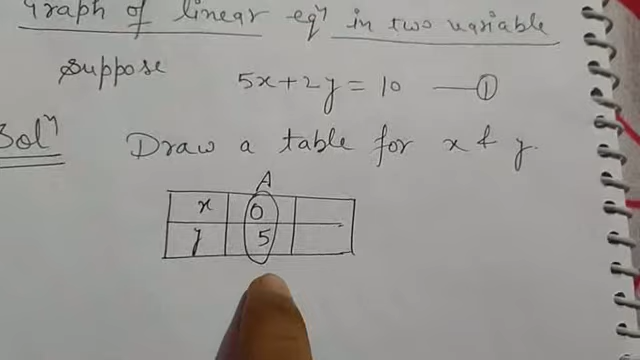 Graph of linear eqⁿ in two variable
Suppose 5x+2y = 10 —①
Solⁿ Draw a table for x & y.
A
x 0
y 5